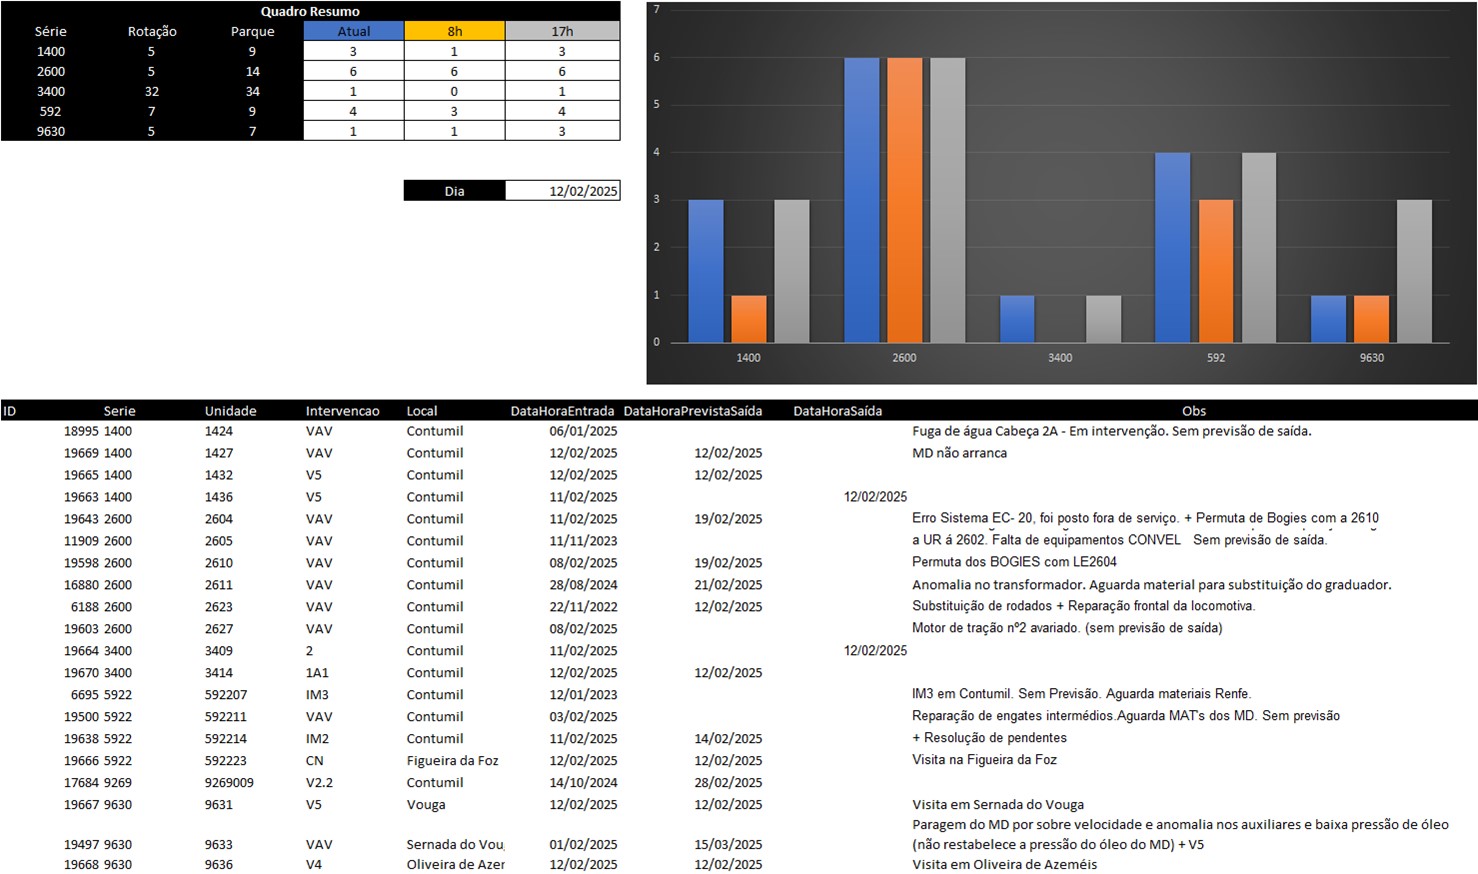 Quadro Resumo
Série Rotação Parque Atual 8h 17h
1400 5 9 3 1 3
2600 5 14 6 6 6
3400 32 34 1 0 1
592 7 9 4 3 4
9630 5 7 1 1 3
Dia 12/02/2025
7
6
5
4
3
2
1
0
1400 2600 3400 592 9630
ID Serie Unidade Intervencao Local DataHoraEntrada DataHoraPrevistaSaída DataHoraSaída Obs
18995 1400 1424 VAV Contumil 06/01/2025 Fuga de água Cabeça 2A - Em intervenção. Sem previsão de saída.
19669 1400 1427 VAV Contumil 12/02/2025 12/02/2025 MD não arranca
19665 1400 1432 V5 Contumil 12/02/2025 12/02/2025
19663 1400 1436 V5 Contumil 11/02/2025 12/02/2025
19643 2600 2604 VAV Contumil 11/02/2025 19/02/2025 Erro Sistema EC- 20, foi posto fora de serviço. + Permuta de Bogies com a 2610
11909 2600 2605 VAV Contumil 11/11/2023 a UR á 2602. Falta de equipamentos CONVEL Sem previsão de saída.
19598 2600 2610 VAV Contumil 08/02/2025 19/02/2025 Permuta dos BOGIES com LE2604
16880 2600 2611 VAV Contumil 28/08/2024 21/02/2025 Anomalia no transformador. Aguarda material para substituição do graduador.
6188 2600 2623 VAV Contumil 22/11/2022 12/02/2025 Substituição de rodados + Reparação frontal da locomotiva.
19603 2600 2627 VAV Contumil 08/02/2025 Motor de tração nº2 avariado. (sem previsão de saída)
19664 3400 3409 2 Contumil 11/02/2025 12/02/2025
19670 3400 3414 1A1 Contumil 12/02/2025 12/02/2025
6695 5922 592207 IM3 Contumil 12/01/2023 IM3 em Contumil. Sem Previsão. Aguarda materiais Renfe.
19500 5922 592211 VAV Contumil 03/02/2025 Reparação de engates intermédios.Aguarda MAT's dos MD. Sem previsão
19638 5922 592214 IM2 Contumil 11/02/2025 14/02/2025 + Resolução de pendentes
19666 5922 592223 CN Figueira da Foz 12/02/2025 12/02/2025 Visita na Figueira da Foz
17684 9269 9269009 V2.2 Contumil 14/10/2024 28/02/2025
19667 9630 9631 V5 Vouga 12/02/2025 12/02/2025 Visita em Sernada do Vouga
Paragem do MD por sobre velocidade e anomalia nos auxiliares e baixa pressão de óleo
19497 9630 9633 VAV Sernada do Vou 01/02/2025 15/03/2025 (não restabelece a pressão do óleo do MD) + V5
19668 9630 9636 V4 Oliveira de Azer 12/02/2025 12/02/2025 Visita em Oliveira de Azeméis